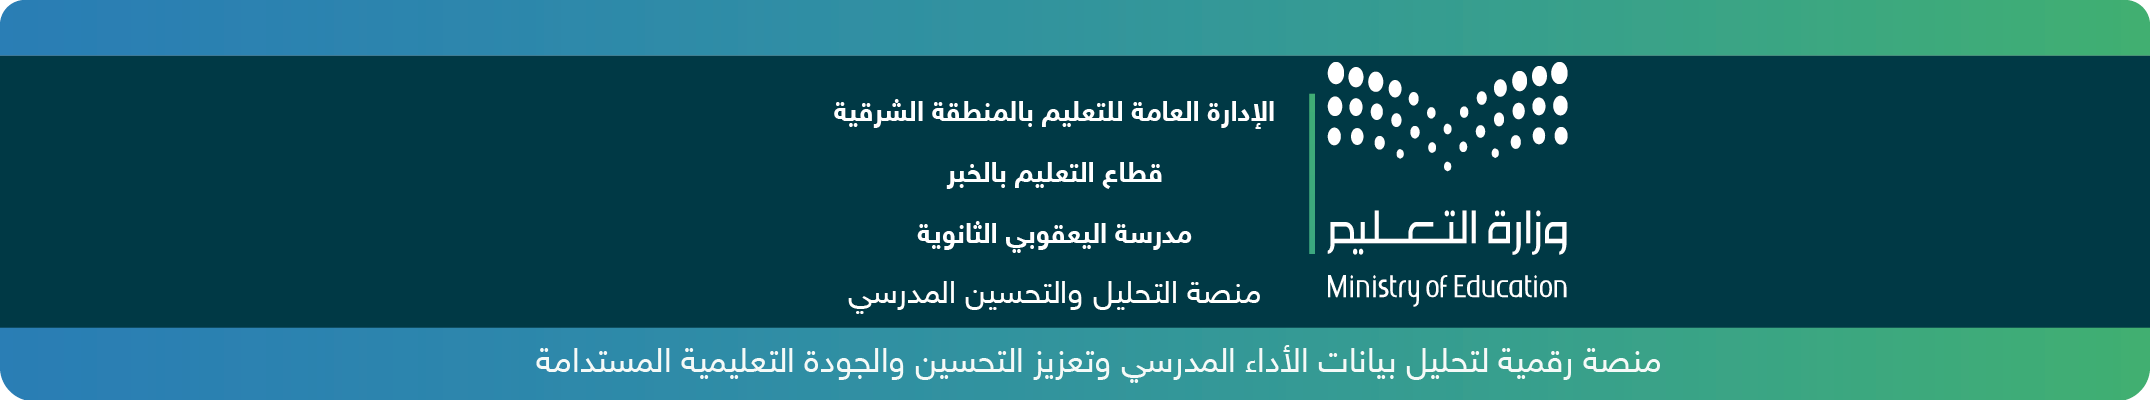 الإدارة العامة للتعليم بالمنطقة الشرقية
قطاع التعليم بالخبر
مدرسة اليعقوبي الثانوية
منصة التحليل والتحسين المدرسي
وزارة التعليم
Ministry of Education
منصة رقمية لتحليل بيانات الأداء المدرسي وتعزيز التحسين والجودة التعليمية المستدامة